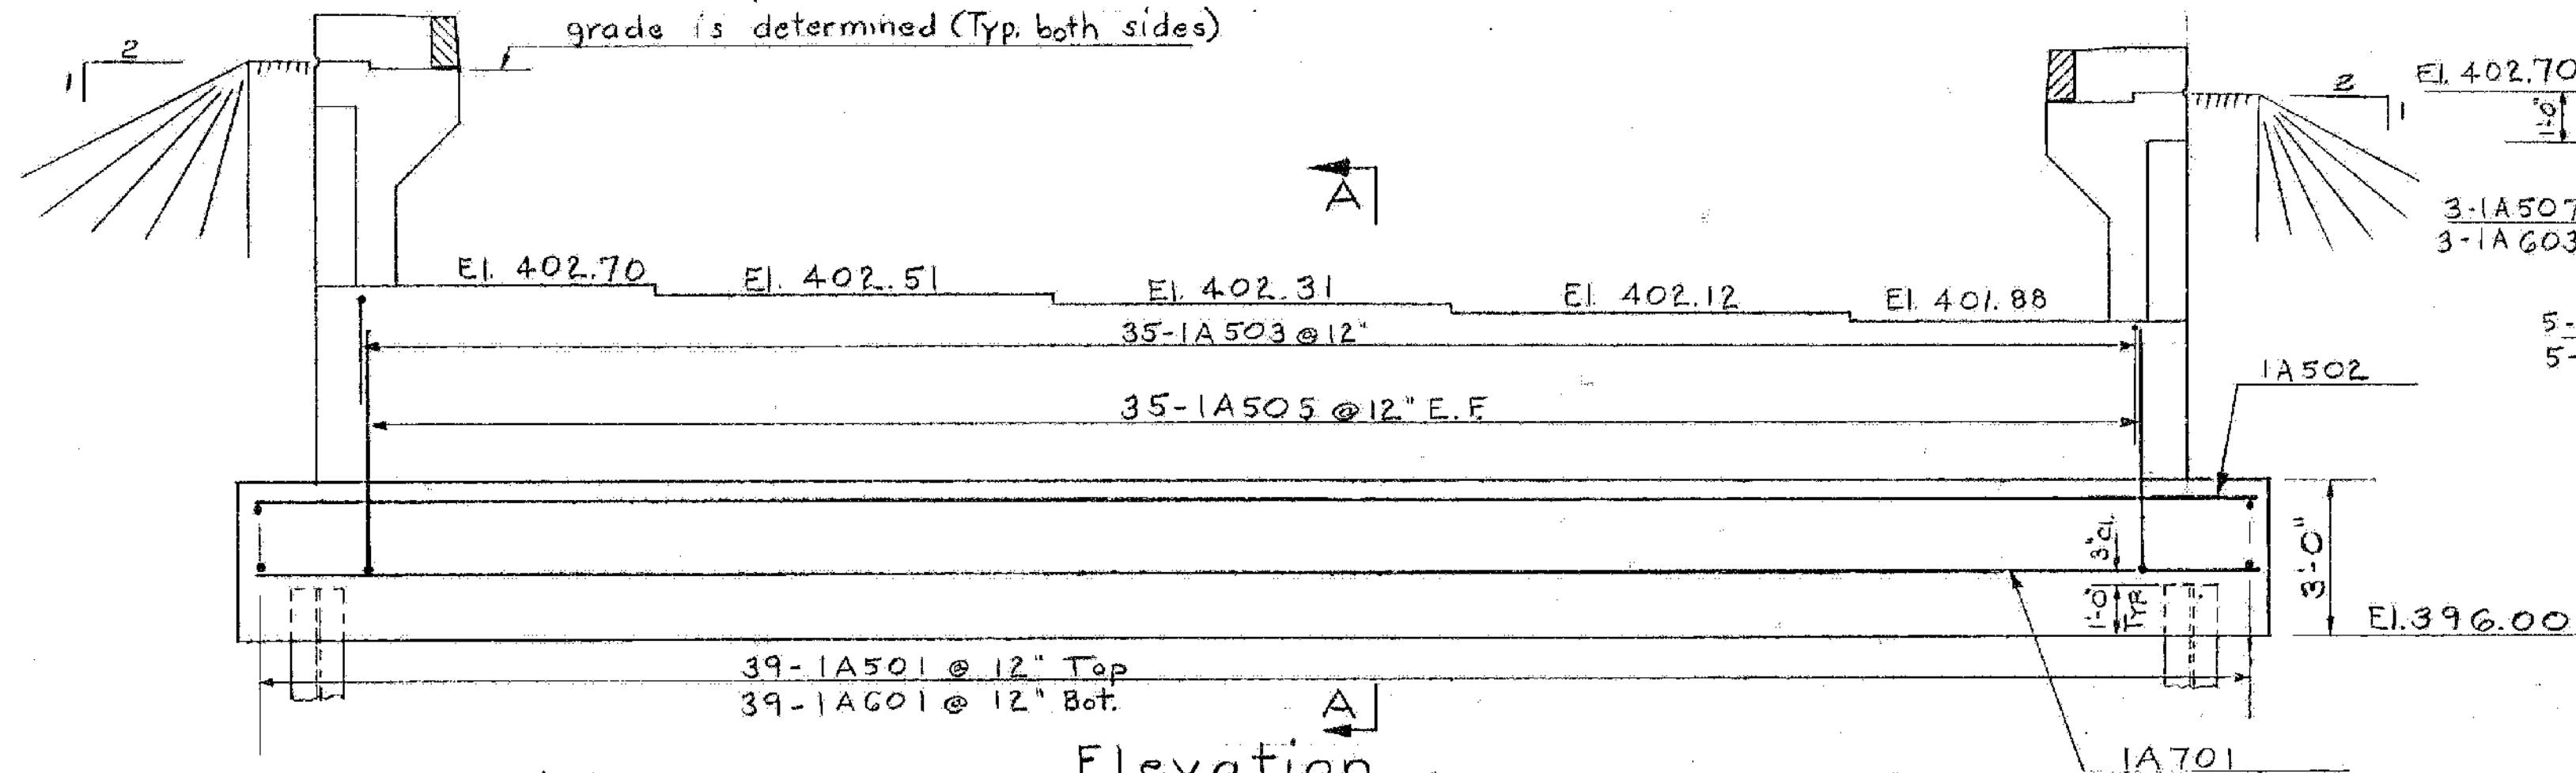 grade is determined (Typ. both sides)
2
1
2
1
El. 402.70
1'-0"
A
3-1A507
3-1A603
El. 402.70
El. 402.51
El. 402.31
El. 402.12
El. 401.88
35-1A503 @ 12"
5-
5-
1A502
35-1A505 @ 12" E.F.
3" Cl.
3'-0"
1'-0"
TYP
El. 396.00
39-1A501 @ 12" Top
39-1A601 @ 12" Bot.
A
Elevation
1A701